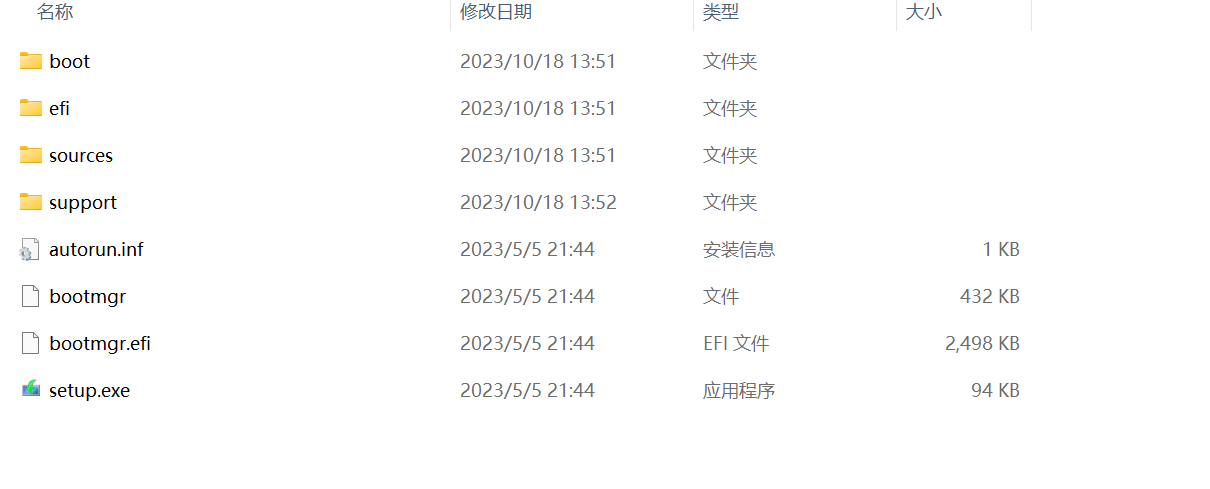 名称 修改日期 类型 大小
boot 2023/10/18 13:51 文件夹
efi 2023/10/18 13:51 文件夹
sources 2023/10/18 13:51 文件夹
support 2023/10/18 13:52 文件夹
autorun.inf 2023/5/5 21:44 安装信息 1 KB
bootmgr 2023/5/5 21:44 文件 432 KB
bootmgr.efi 2023/5/5 21:44 EFI 文件 2,498 KB
setup.exe 2023/5/5 21:44 应用程序 94 KB